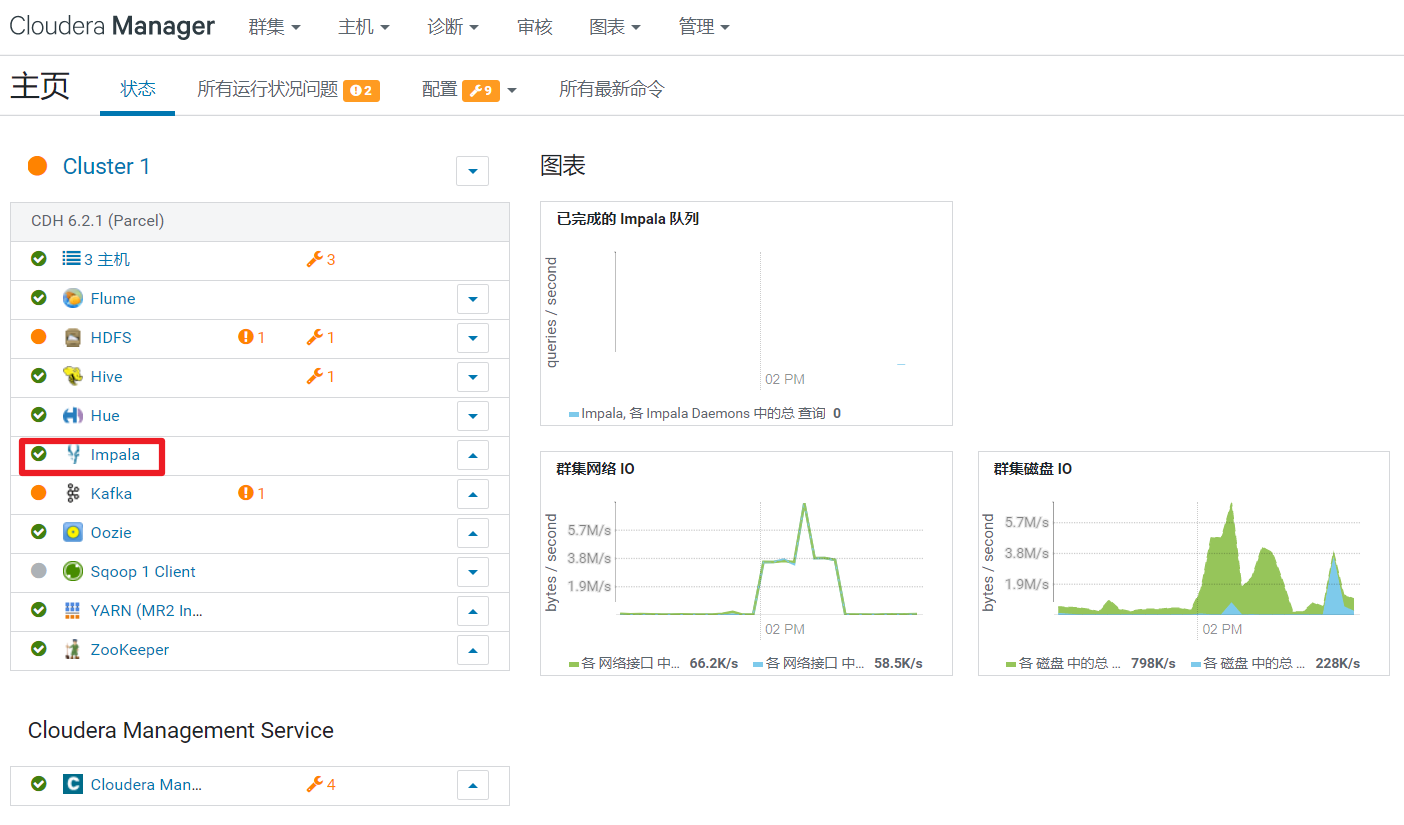 Cloudera Manager 群集 主机 诊断 审核 图表 管理
主页 状态 所有运行状况问题 2 配置 9 所有最新命令
Cluster 1
CDH 6.2.1 (Parcel)
3 主机 3
Flume
HDFS 1 1
Hive 1
Hue
Impala
Kafka 1
Oozie
Sqoop 1 Client
YARN (MR2 In...
ZooKeeper
Cloudera Management Service
C Cloudera Man... 4
图表
已完成的 Impala 队列
queries / second
02 PM
Impala, 各 Impala Daemons 中的总 查询 0
群集网络 IO
bytes / second
5.7M/s
3.8M/s
1.9M/s
02 PM
各 网络接口 中... 66.2K/s 各 网络接口 中... 58.5K/s
群集磁盘 IO
bytes / second
5.7M/s
3.8M/s
1.9M/s
02 PM
各 磁盘 中的总 ... 798K/s 各 磁盘 中的总 ... 228K/s